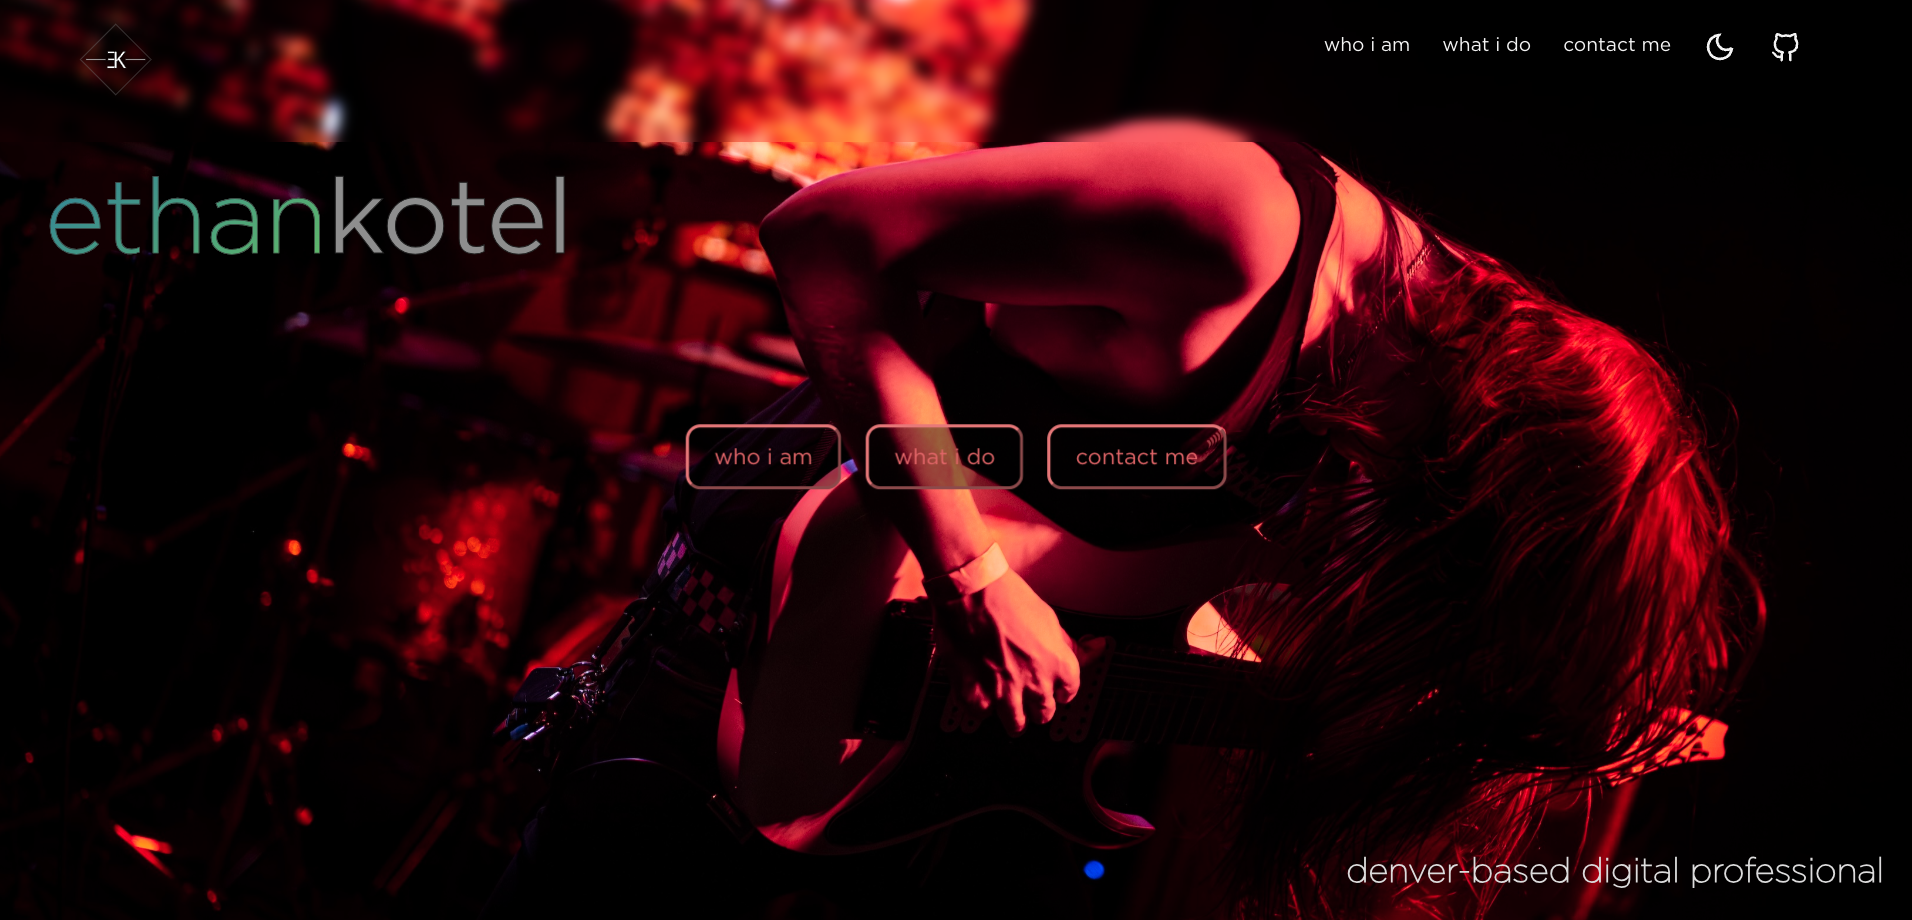 EK
who i am
what i do
contact me
ethankotel
who i am
what i do
contact me
denver-based digital professional